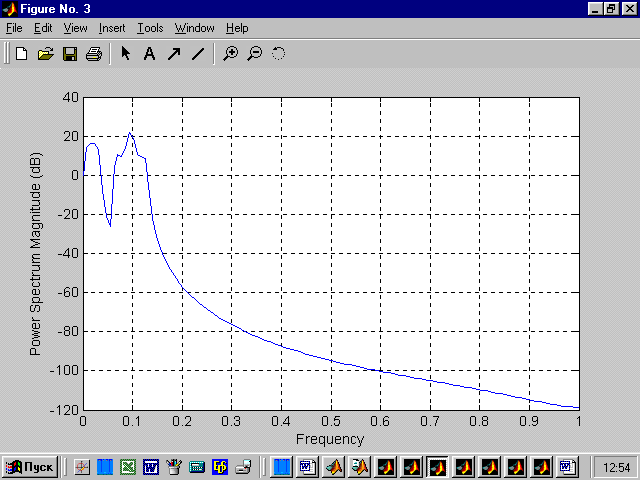 Figure No. 3
File Edit View Insert Tools Window Help
A
40
20
0
-20
-40
-60
-80
-100
-120
Power Spectrum Magnitude (dB)
0 0.1 0.2 0.3 0.4 0.5 0.6 0.7 0.8 0.9 1
Frequency
Пуск
12:54